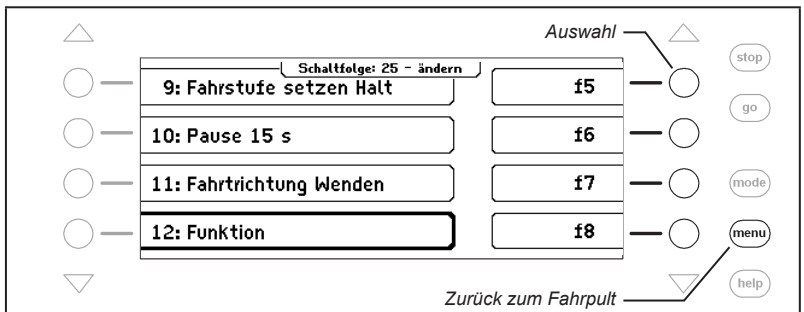 Auswahl
stop
Schaltfolge: 25 - ändern
9: Fahrstufe setzen Halt
f5
go
10: Pause 15 s
f6
11: Fahrtrichtung Wenden
f7
mode
12: Funktion
f8
menu
help
Zurück zum Fahrpult